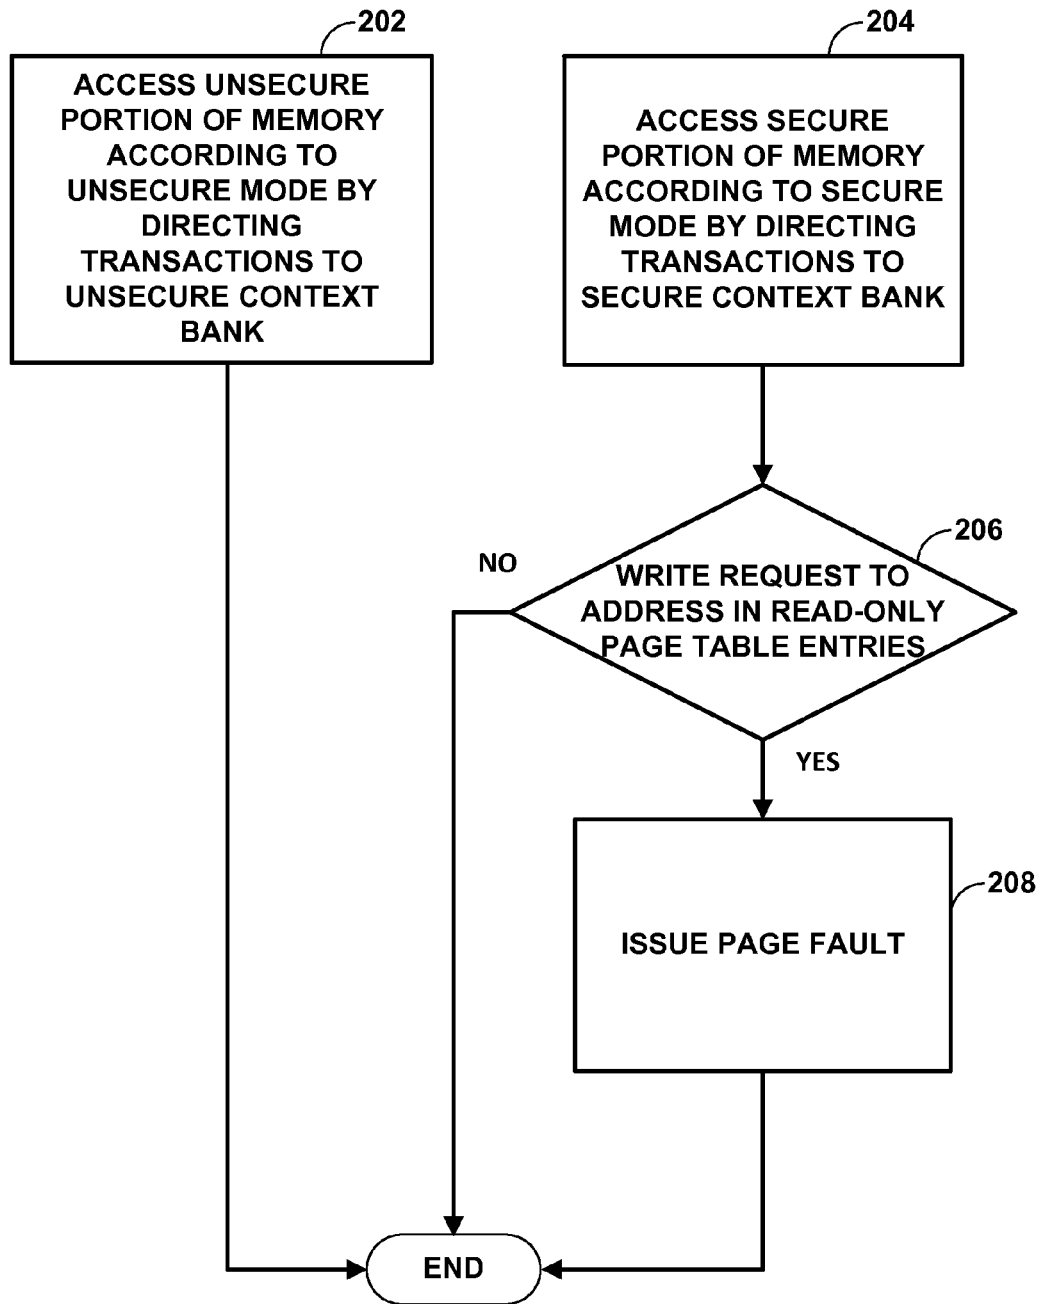 202
ACCESS UNSECURE
PORTION OF MEMORY
ACCORDING TO
UNSECURE MODE BY
DIRECTING
TRANSACTIONS TO
UNSECURE CONTEXT
BANK
204
ACCESS SECURE
PORTION OF MEMORY
ACCORDING TO SECURE
MODE BY DIRECTING
TRANSACTIONS TO
SECURE CONTEXT BANK
206
NO
WRITE REQUEST TO
ADDRESS IN READ-ONLY
PAGE TABLE ENTRIES
YES
208
ISSUE PAGE FAULT
END